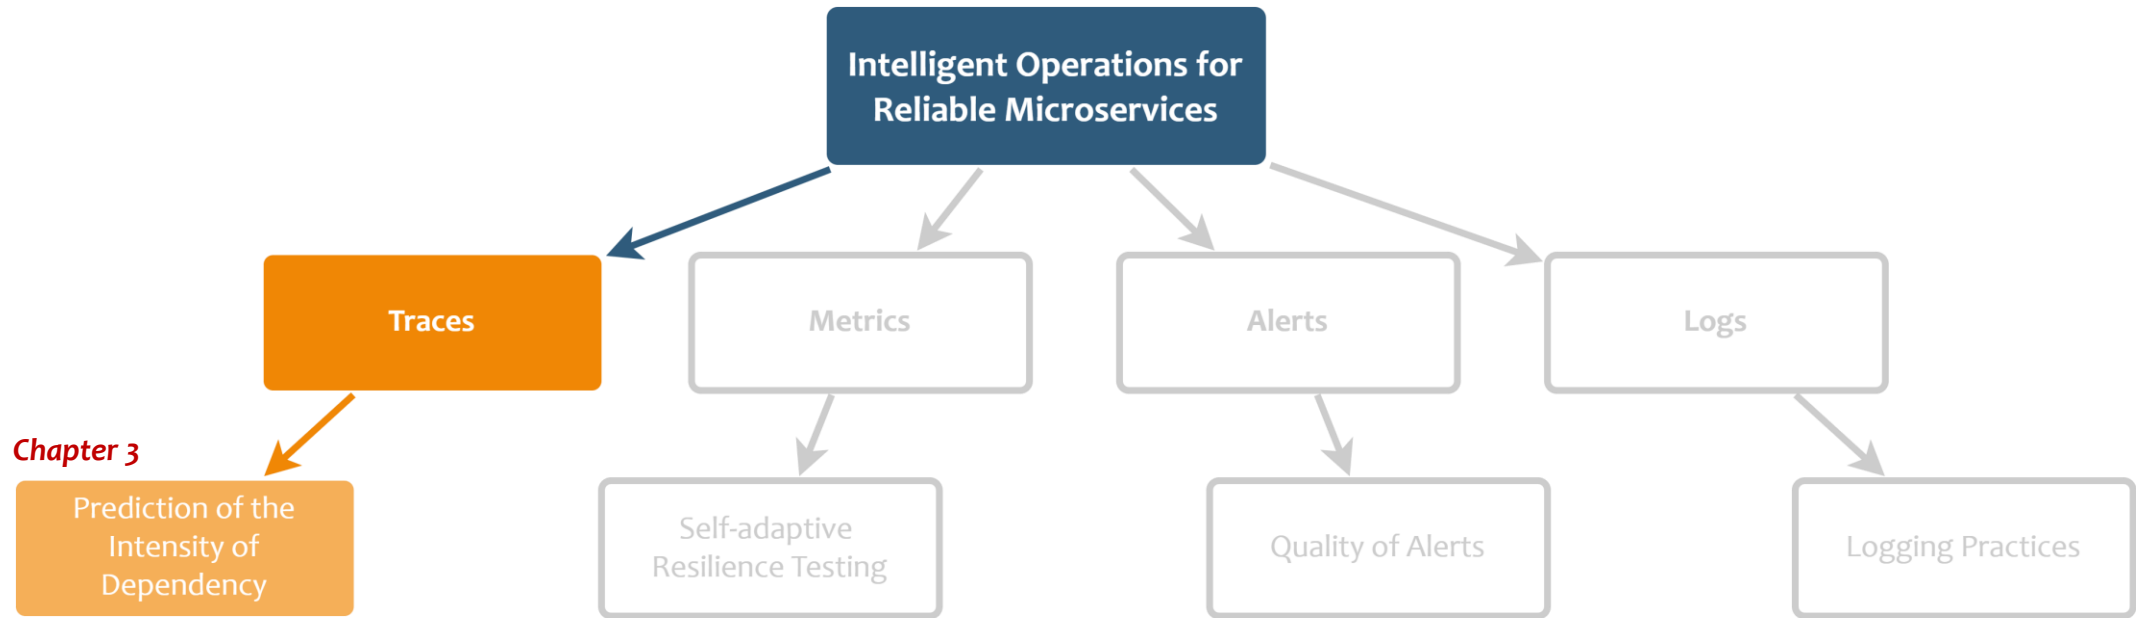 Intelligent Operations for
Reliable Microservices
Traces
Metrics
Alerts
Logs
Chapter 3
Prediction of the
Intensity of
Dependency
Self-adaptive
Resilience Testing
Quality of Alerts
Logging Practices